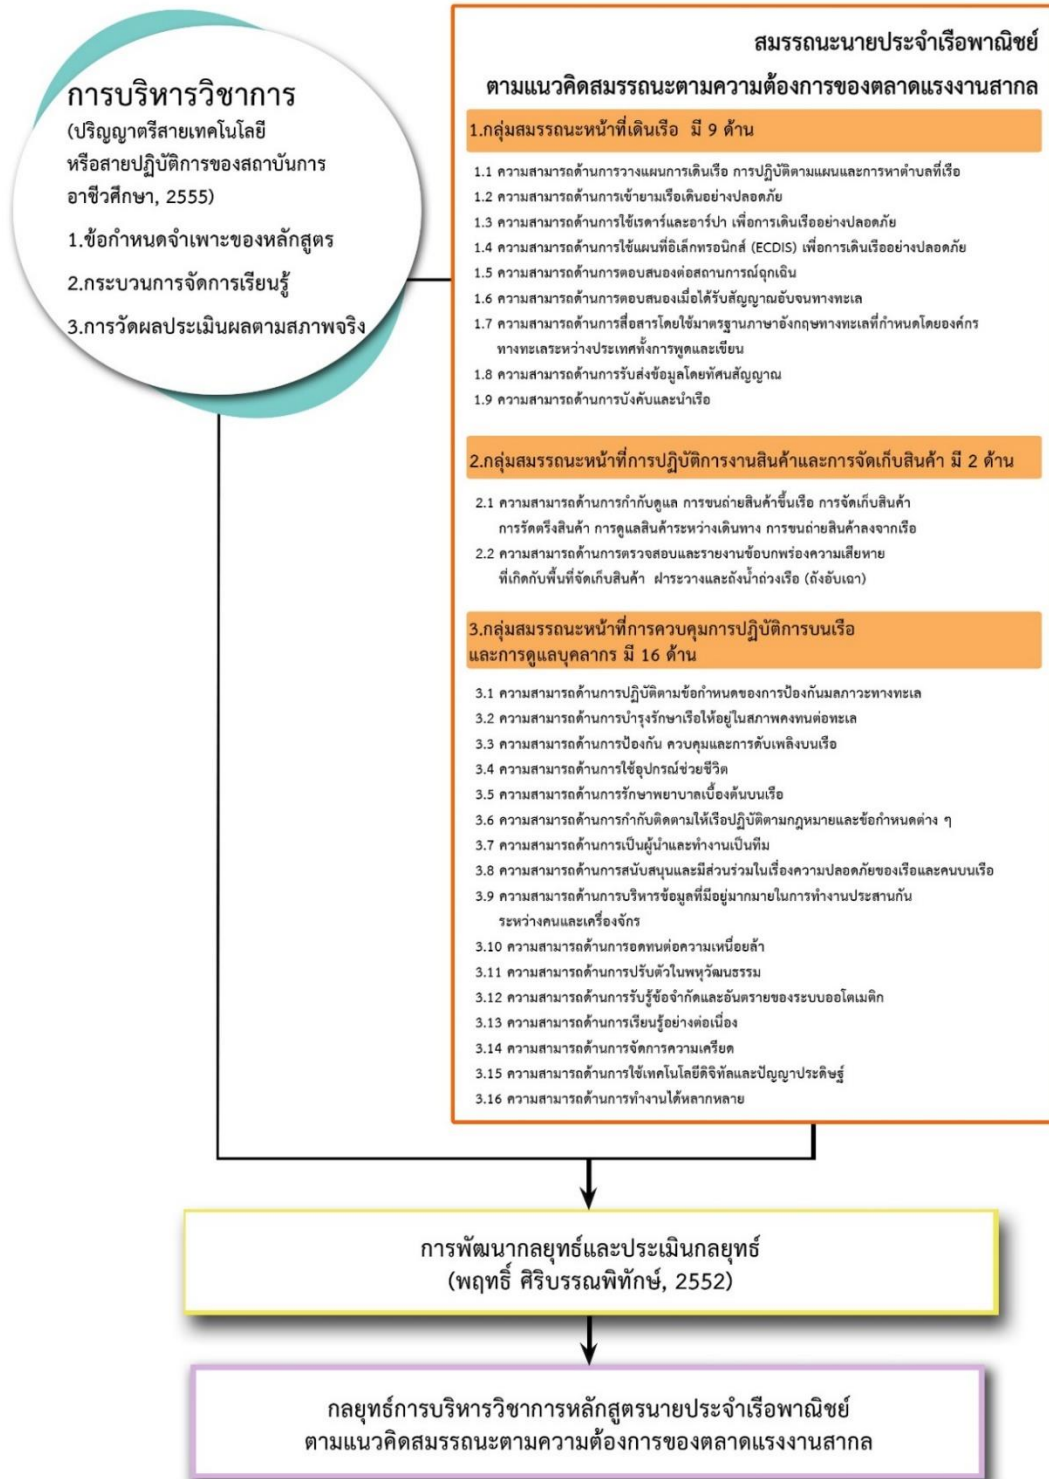 การบริหารวิชาการ
(ปริญญาตรีสายเทคโนโลยี
หรือสายปฏิบัติการของสถาบันการ
อาชีวศึกษา, 2555)
1.ข้อกำหนดจำเพาะของหลักสูตร
2.กระบวนการจัดการเรียนรู้
3.การวัดผลประเมินผลตามสภาพจริง
สมรรถนะนายประจำเรือพาณิชย์
ตามแนวคิดสมรรถนะตามความต้องการของตลาดแรงงานสากล
1.กลุ่มสมรรถนะหน้าที่เดินเรือ มี 9 ด้าน
1.1 ความสามารถด้านการวางแผนการเดินเรือ การปฏิบัติตามแผนและการหาตำบลที่เรือ
1.2 ความสามารถด้านการเข้ายามเรือเดินอย่างปลอดภัย
1.3 ความสามารถด้านการใช้เรดาร์และอาร์ปา เพื่อการเดินเรืออย่างปลอดภัย
1.4 ความสามารถด้านการใช้แผนที่อิเล็กทรอนิกส์ (ECDIS) เพื่อการเดินเรืออย่างปลอดภัย
1.5 ความสามารถด้านการตอบสนองต่อสถานการณ์ฉุกเฉิน
1.6 ความสามารถด้านการตอบสนองเมื่อได้รับสัญญาณอับจนทางทะเล
1.7 ความสามารถด้านการสื่อสารโดยใช้มาตรฐานภาษาอังกฤษทางทะเลที่กำหนดโดยองค์กร
ทางทะเลระหว่างประเทศทั้งการพูดและเขียน
1.8 ความสามารถด้านการรับส่งข้อมูลโดยทัศนสัญญาณ
1.9 ความสามารถด้านการบังคับและนำเรือ
2.กลุ่มสมรรถนะหน้าที่การปฏิบัติการงานสินค้าและการจัดเก็บสินค้า มี 2 ด้าน
2.1 ความสามารถด้านการกำกับดูแล การขนถ่ายสินค้าขึ้นเรือ การจัดเก็บสินค้า
การรัดตรึงสินค้า การดูแลสินค้าระหว่างเดินทาง การขนถ่ายสินค้าลงจากเรือ
2.2 ความสามารถด้านการตรวจสอบและรายงานข้อบกพร่องความเสียหาย
ที่เกิดกับพื้นที่จัดเก็บสินค้า ฝาระวางและถังน้ำถ่วงเรือ (ถังอับเฉา)
3.กลุ่มสมรรถนะหน้าที่การควบคุมการปฏิบัติการบนเรือ
และการดูแลบุคลากร มี 16 ด้าน
3.1 ความสามารถด้านการปฏิบัติตามข้อกำหนดของการป้องกันมลภาวะทางทะเล
3.2 ความสามารถด้านการบำรุงรักษาเรือให้อยู่ในสภาพคงทนต่อทะเล
3.3 ความสามารถด้านการป้องกัน ควบคุมและการดับเพลิงบนเรือ
3.4 ความสามารถด้านการใช้อุปกรณ์ช่วยชีวิต
3.5 ความสามารถด้านการรักษาพยาบาลเบื้องต้นบนเรือ
3.6 ความสามารถด้านการกำกับติดตามให้เรือปฏิบัติตามกฎหมายและข้อกำหนดต่าง ๆ
3.7 ความสามารถด้านการเป็นผู้นำและทำงานเป็นทีม
3.8 ความสามารถด้านการสนับสนุนและมีส่วนร่วมในเรื่องความปลอดภัยของเรือและคนบนเรือ
3.9 ความสามารถด้านการบริหารข้อมูลที่มีอยู่มากมายในการทำงานประสานกัน
ระหว่างคนและเครื่องจักร
3.10 ความสามารถด้านการอดทนต่อความเหนื่อยล้า
3.11 ความสามารถด้านการปรับตัวในพหุวัฒนธรรม
3.12 ความสามารถด้านการรับรู้ข้อจำกัดและอันตรายของระบบออโตเมติก
3.13 ความสามารถด้านการเรียนรู้อย่างต่อเนื่อง
3.14 ความสามารถด้านการจัดการความเครียด
3.15 ความสามารถด้านการใช้เทคโนโลยีดิจิทัลและปัญญาประดิษฐ์
3.16 ความสามารถด้านการทำงานได้หลากหลาย
การพัฒนากลยุทธ์และประเมินกลยุทธ์
(พฤทธิ์ ศิริบรรณพิทักษ์, 2552)
กลยุทธ์การบริหารวิชาการหลักสูตรนายประจำเรือพาณิชย์
ตามแนวคิดสมรรถนะตามความต้องการของตลาดแรงงานสากล